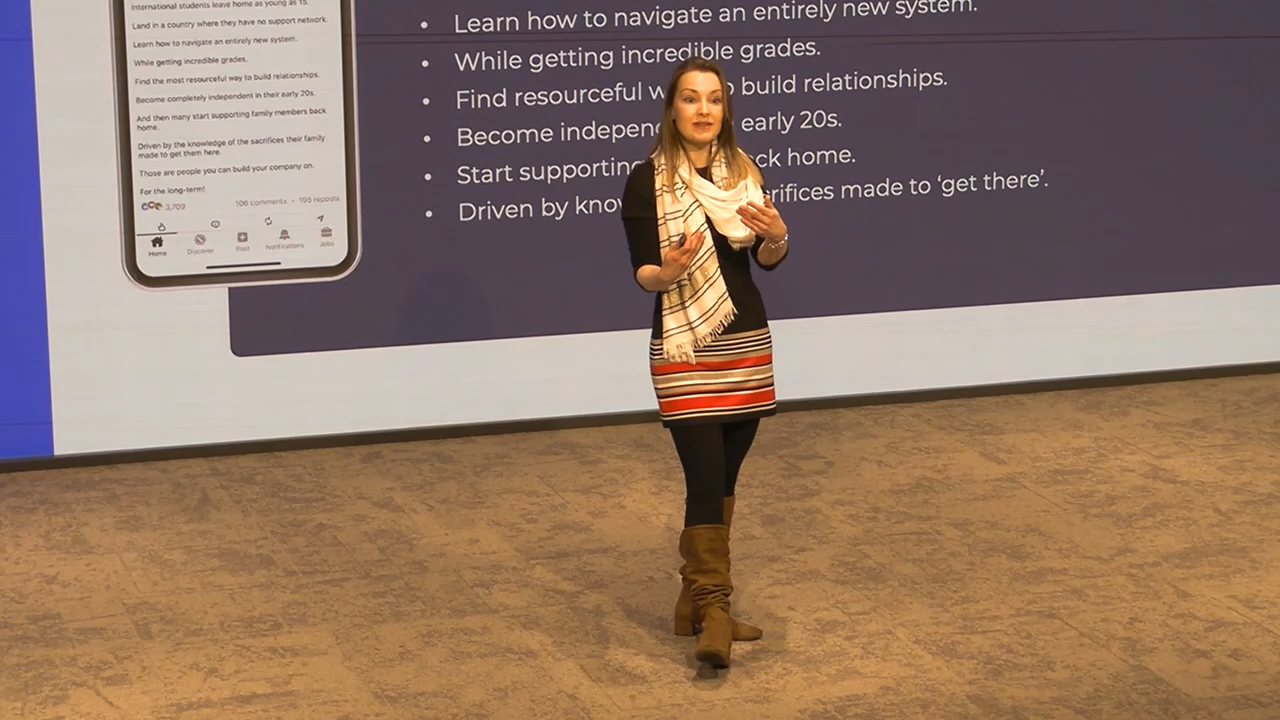 International students leave home as young as 15.
Land in a country where they have no support network.
Learn how to navigate an entirely new system.
While getting incredible grades.
Find the most resourceful way to build relationships.
Become completely independent in their early 20s.
And then many start supporting family members back
home.
Driven by the knowledge of the sacrifices their family
made to get them here.
Those are people you can build your company on.
For the long-term!
3,709
106 comments - 195 reposts
Home
Discover
Post
Notifications
Jobs
• Learn how to navigate an entirely new system.
• While getting incredible grades.
• Find resourceful build relationships.
• Become early 20s.
• Start supporting home.
• Driven by made to ‘get there’.